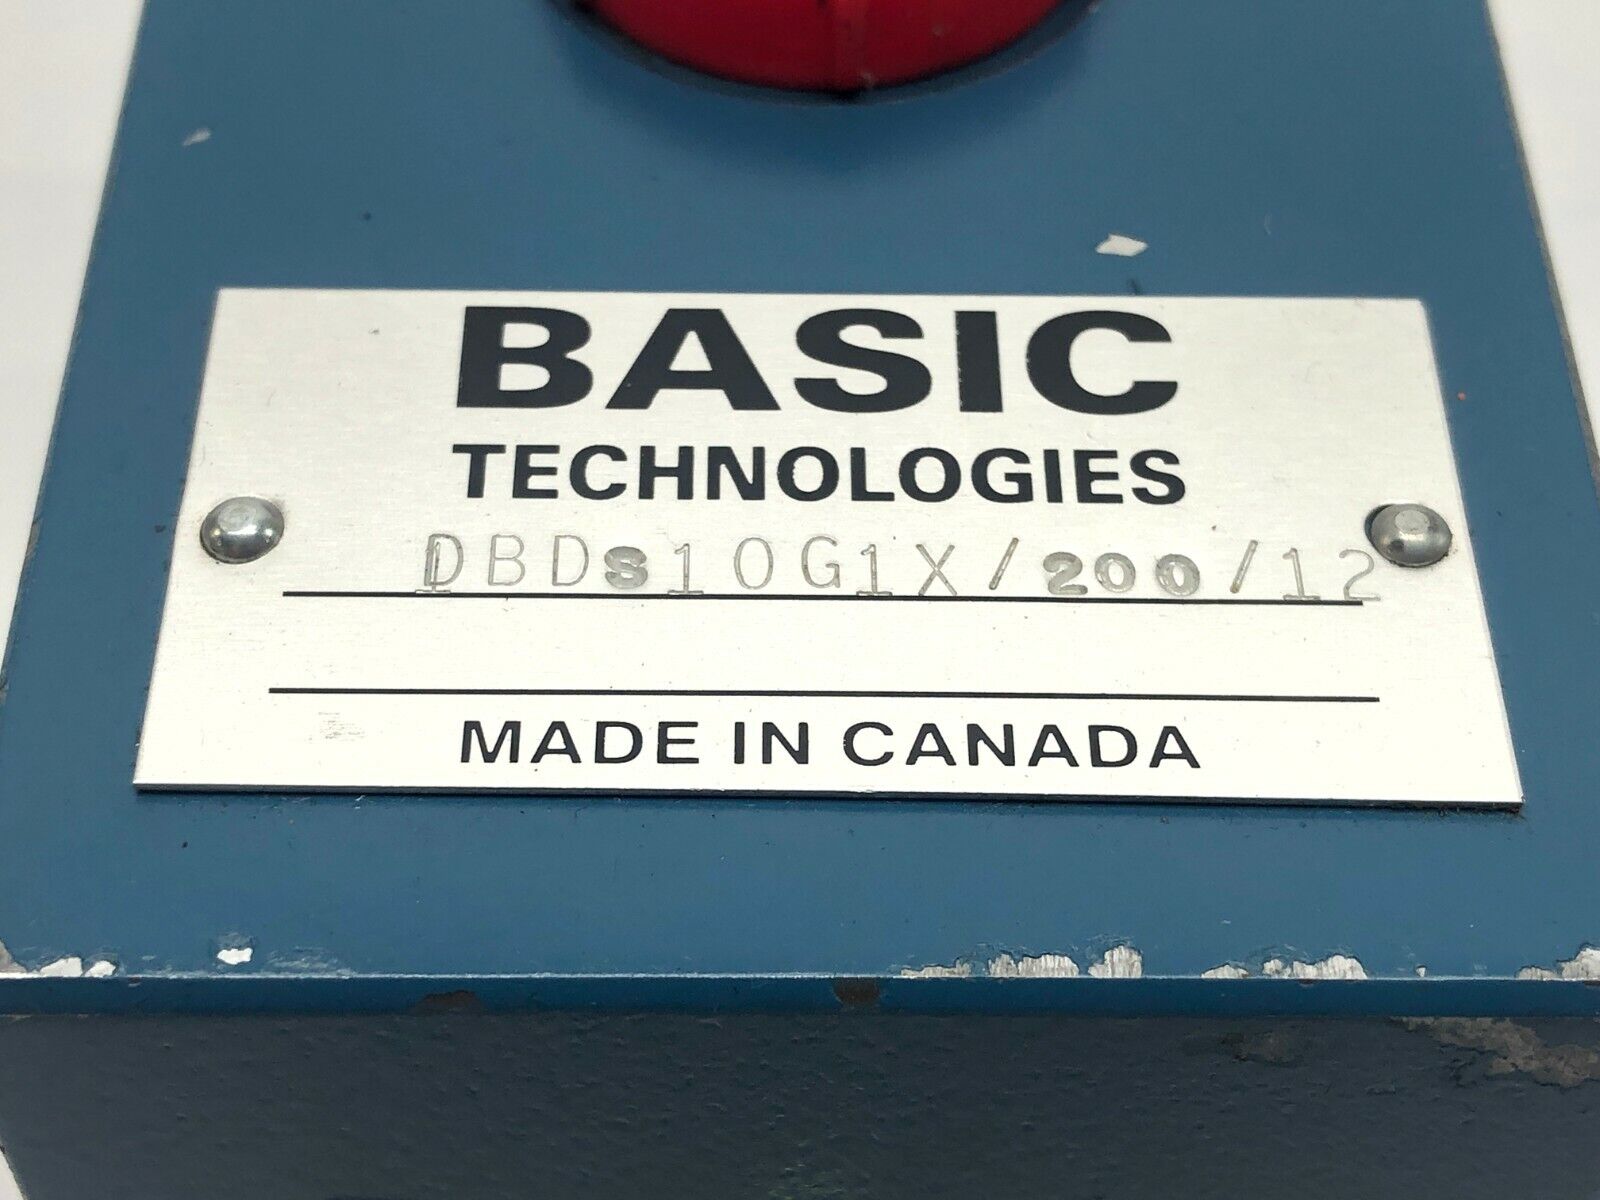 BASIC
TECHNOLOGIES
DBDS10G1X/200/12
MADE IN CANADA